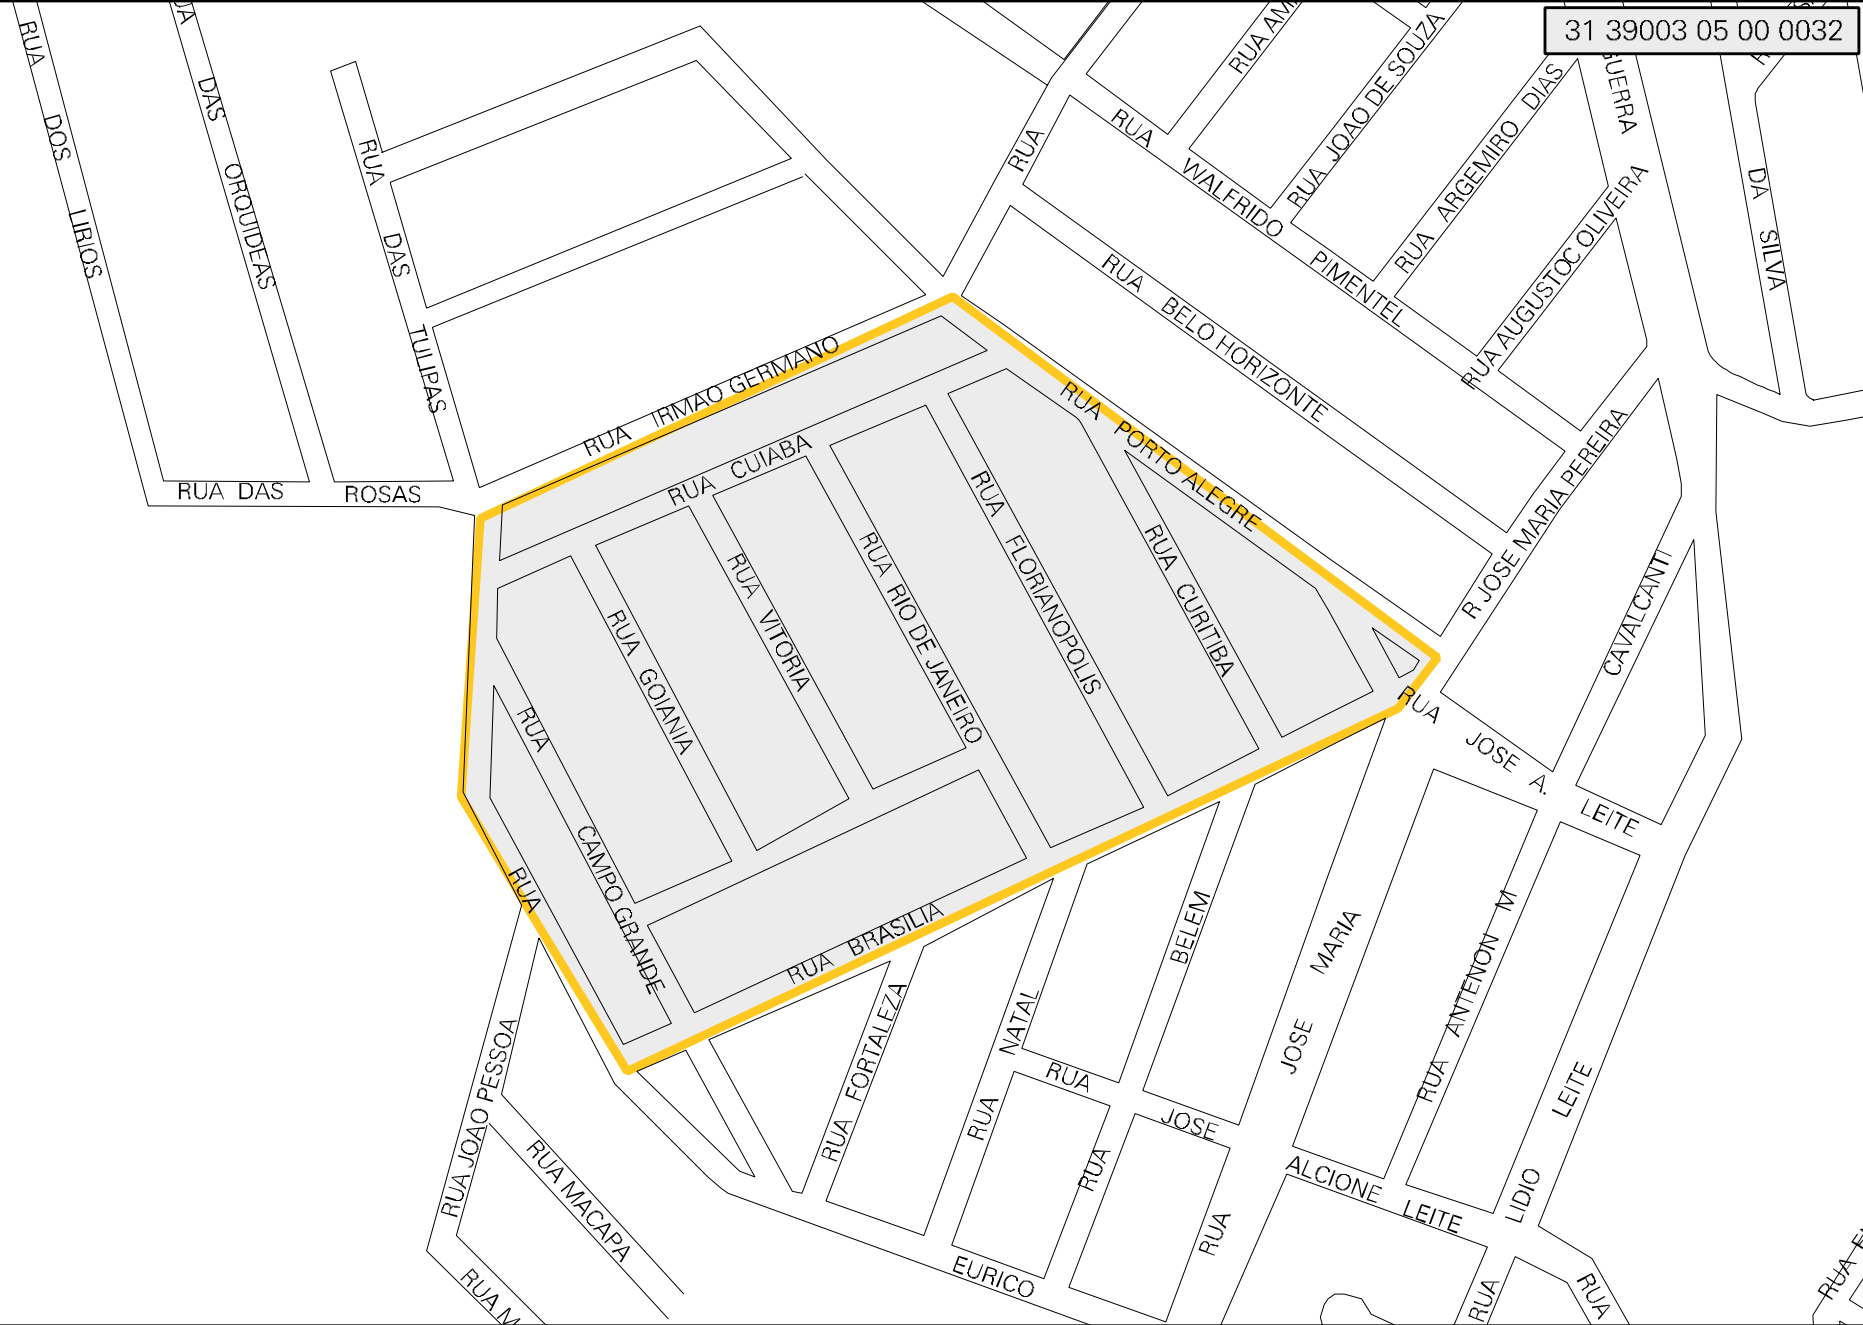 31 39003 05 00 0032
RUA DOS LIRIOS
DAS ORQUIDEAS
RUA DAS TULIPAS
RUA DAS ROSAS
RUA IRMAO GERMANO
RUA CUIABA
RUA
RUA WALFRIDO PIMENTEL
RUA BELO HORIZONTE
RUA PORTO ALEGRE
RUA JOAO DE SOUZA
RUA ARGEMIRO DIAS
RUA AUGUSTO C OLIVEIRA
GUERRA
DA SILVA
R JOSE MARIA PEREIRA
CAVALCANTI
RUA FLORIANOPOLIS
RUA CURITIBA
RUA RIO DE JANEIRO
RUA VITORIA
RUA GOIANIA
RUA CAMPO GRANDE
RUA BRASILIA
RUA
RUA JOSE A. LEITE
RUA JOAO PESSOA
RUA MACAPA
RUA M
RUA FORTALEZA
RUA NATAL
RUA BELEM
RUA JOSE MARIA
RUA ANTENON M
RUA LIDIO LEITE
RUA JOSE ALCIONE LEITE
EURICO
RUA
RUA